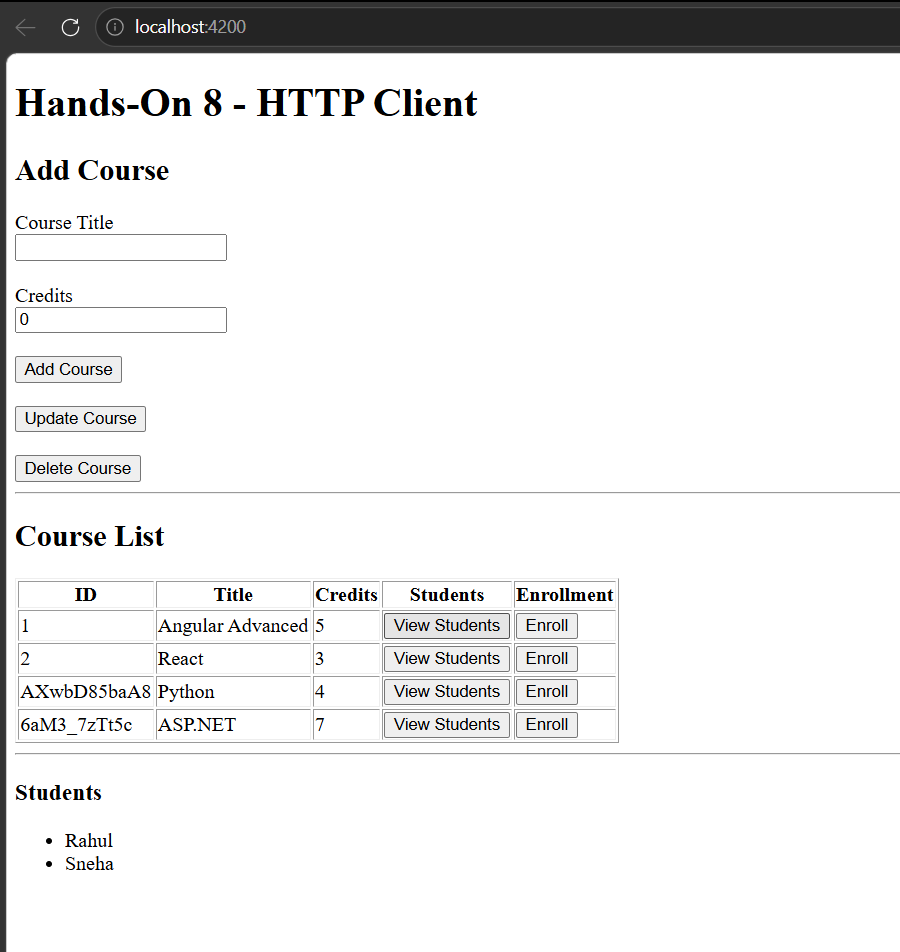 localhost:4200
Hands-On 8 - HTTP Client
Add Course
Course Title
Credits
0
Add Course
Update Course
Delete Course
Course List
ID Title Credits Students Enrollment
1 Angular Advanced 5 View Students Enroll
2 React 3 View Students Enroll
AXwbD85baA8 Python 4 View Students Enroll
6aM3_7zTt5c ASP.NET 7 View Students Enroll
Students
• Rahul
• Sneha